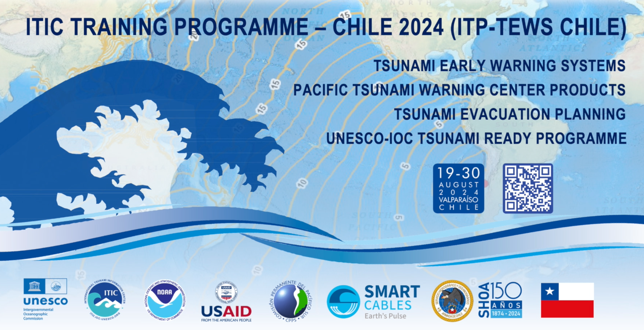 ITIC TRAINING PROGRAMME – CHILE 2024 (ITP-TEWS CHILE)
TSUNAMI EARLY WARNING SYSTEMS
PACIFIC TSUNAMI WARNING CENTER PRODUCTS
TSUNAMI EVACUATION PLANNING
UNESCO-IOC TSUNAMI READY PROGRAMME
19-30
AUGUST
2024
VALPARAÍSO
CHILE
unesco
Intergovernmental
Oceanographic
Commission
ITIC
NOAA
USAID
FROM THE AMERICAN PEOPLE
SMART
CABLES
Earth's Pulse
SHOA
150
AÑOS
1874 - 2024